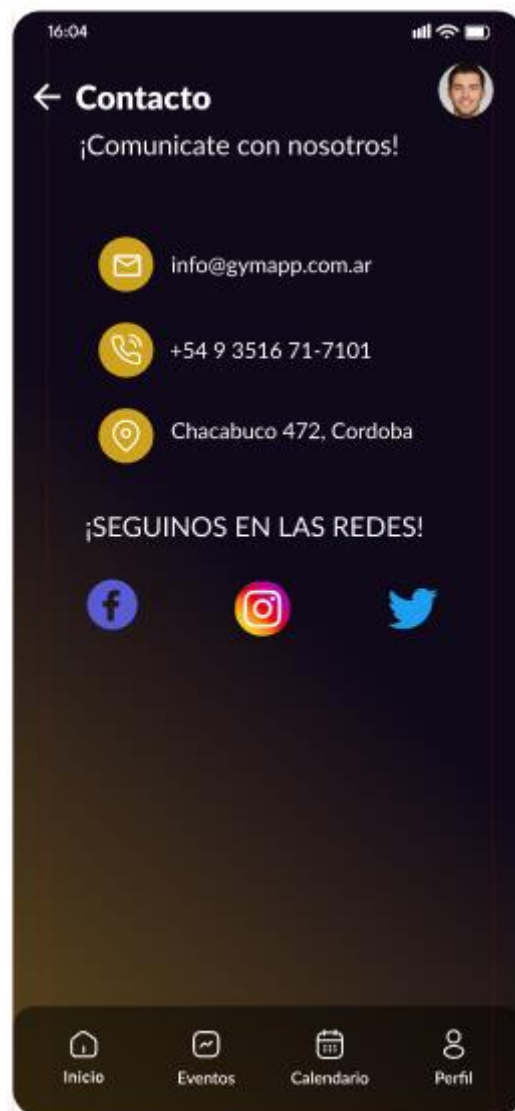 16:04
Contacto
¡Comunicate con nosotros!
info@gymapp.com.ar
+54 9 3516 71-7101
Chacabuco 472, Cordoba
¡SEGUINOS EN LAS REDES!
Inicio Eventos Calendario Perfil